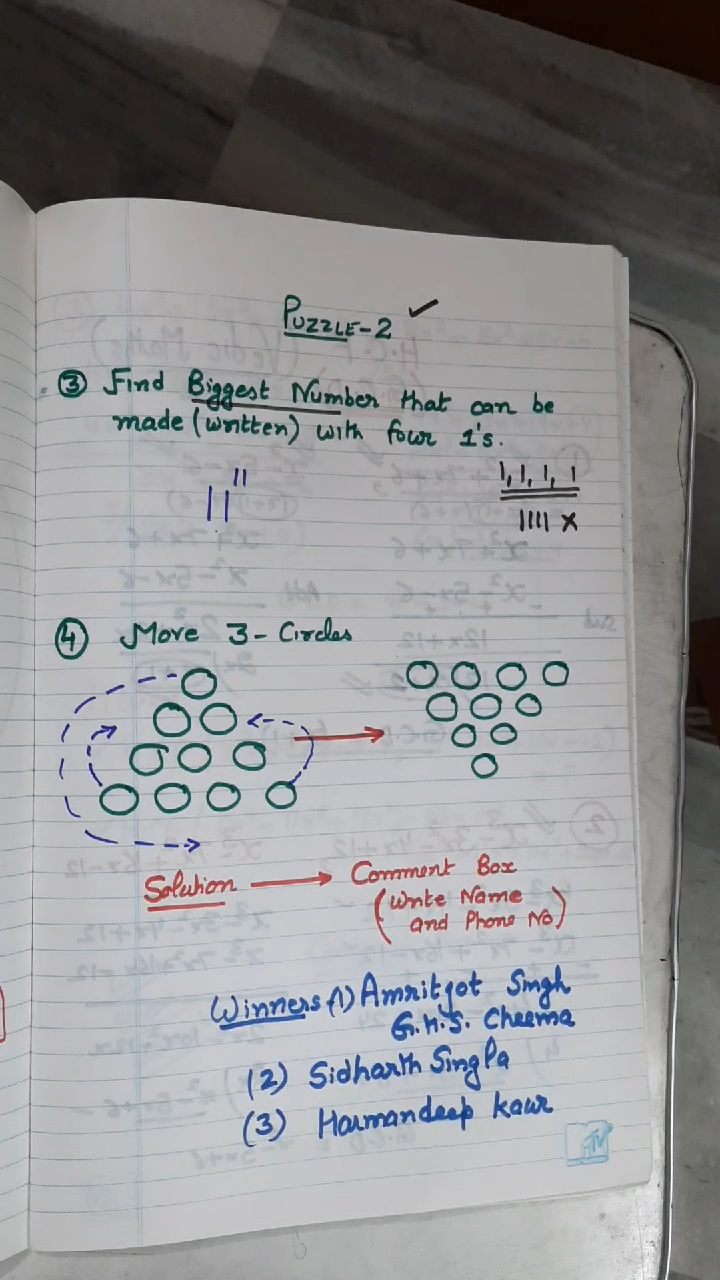 PUZZLE-2 ✓
③ Find Biggest Number that can be
made (written) with four 1's.
11¹¹
1, 1, 1, 1
1111 ×
④ Move 3-Circles
Solution → Comment Box
(Write Name
and Phone No)
Winners (1) Amritjot Singh
G.H.S. Cheema
(2) Sidharth Singla
(3) Harmandeep kaur